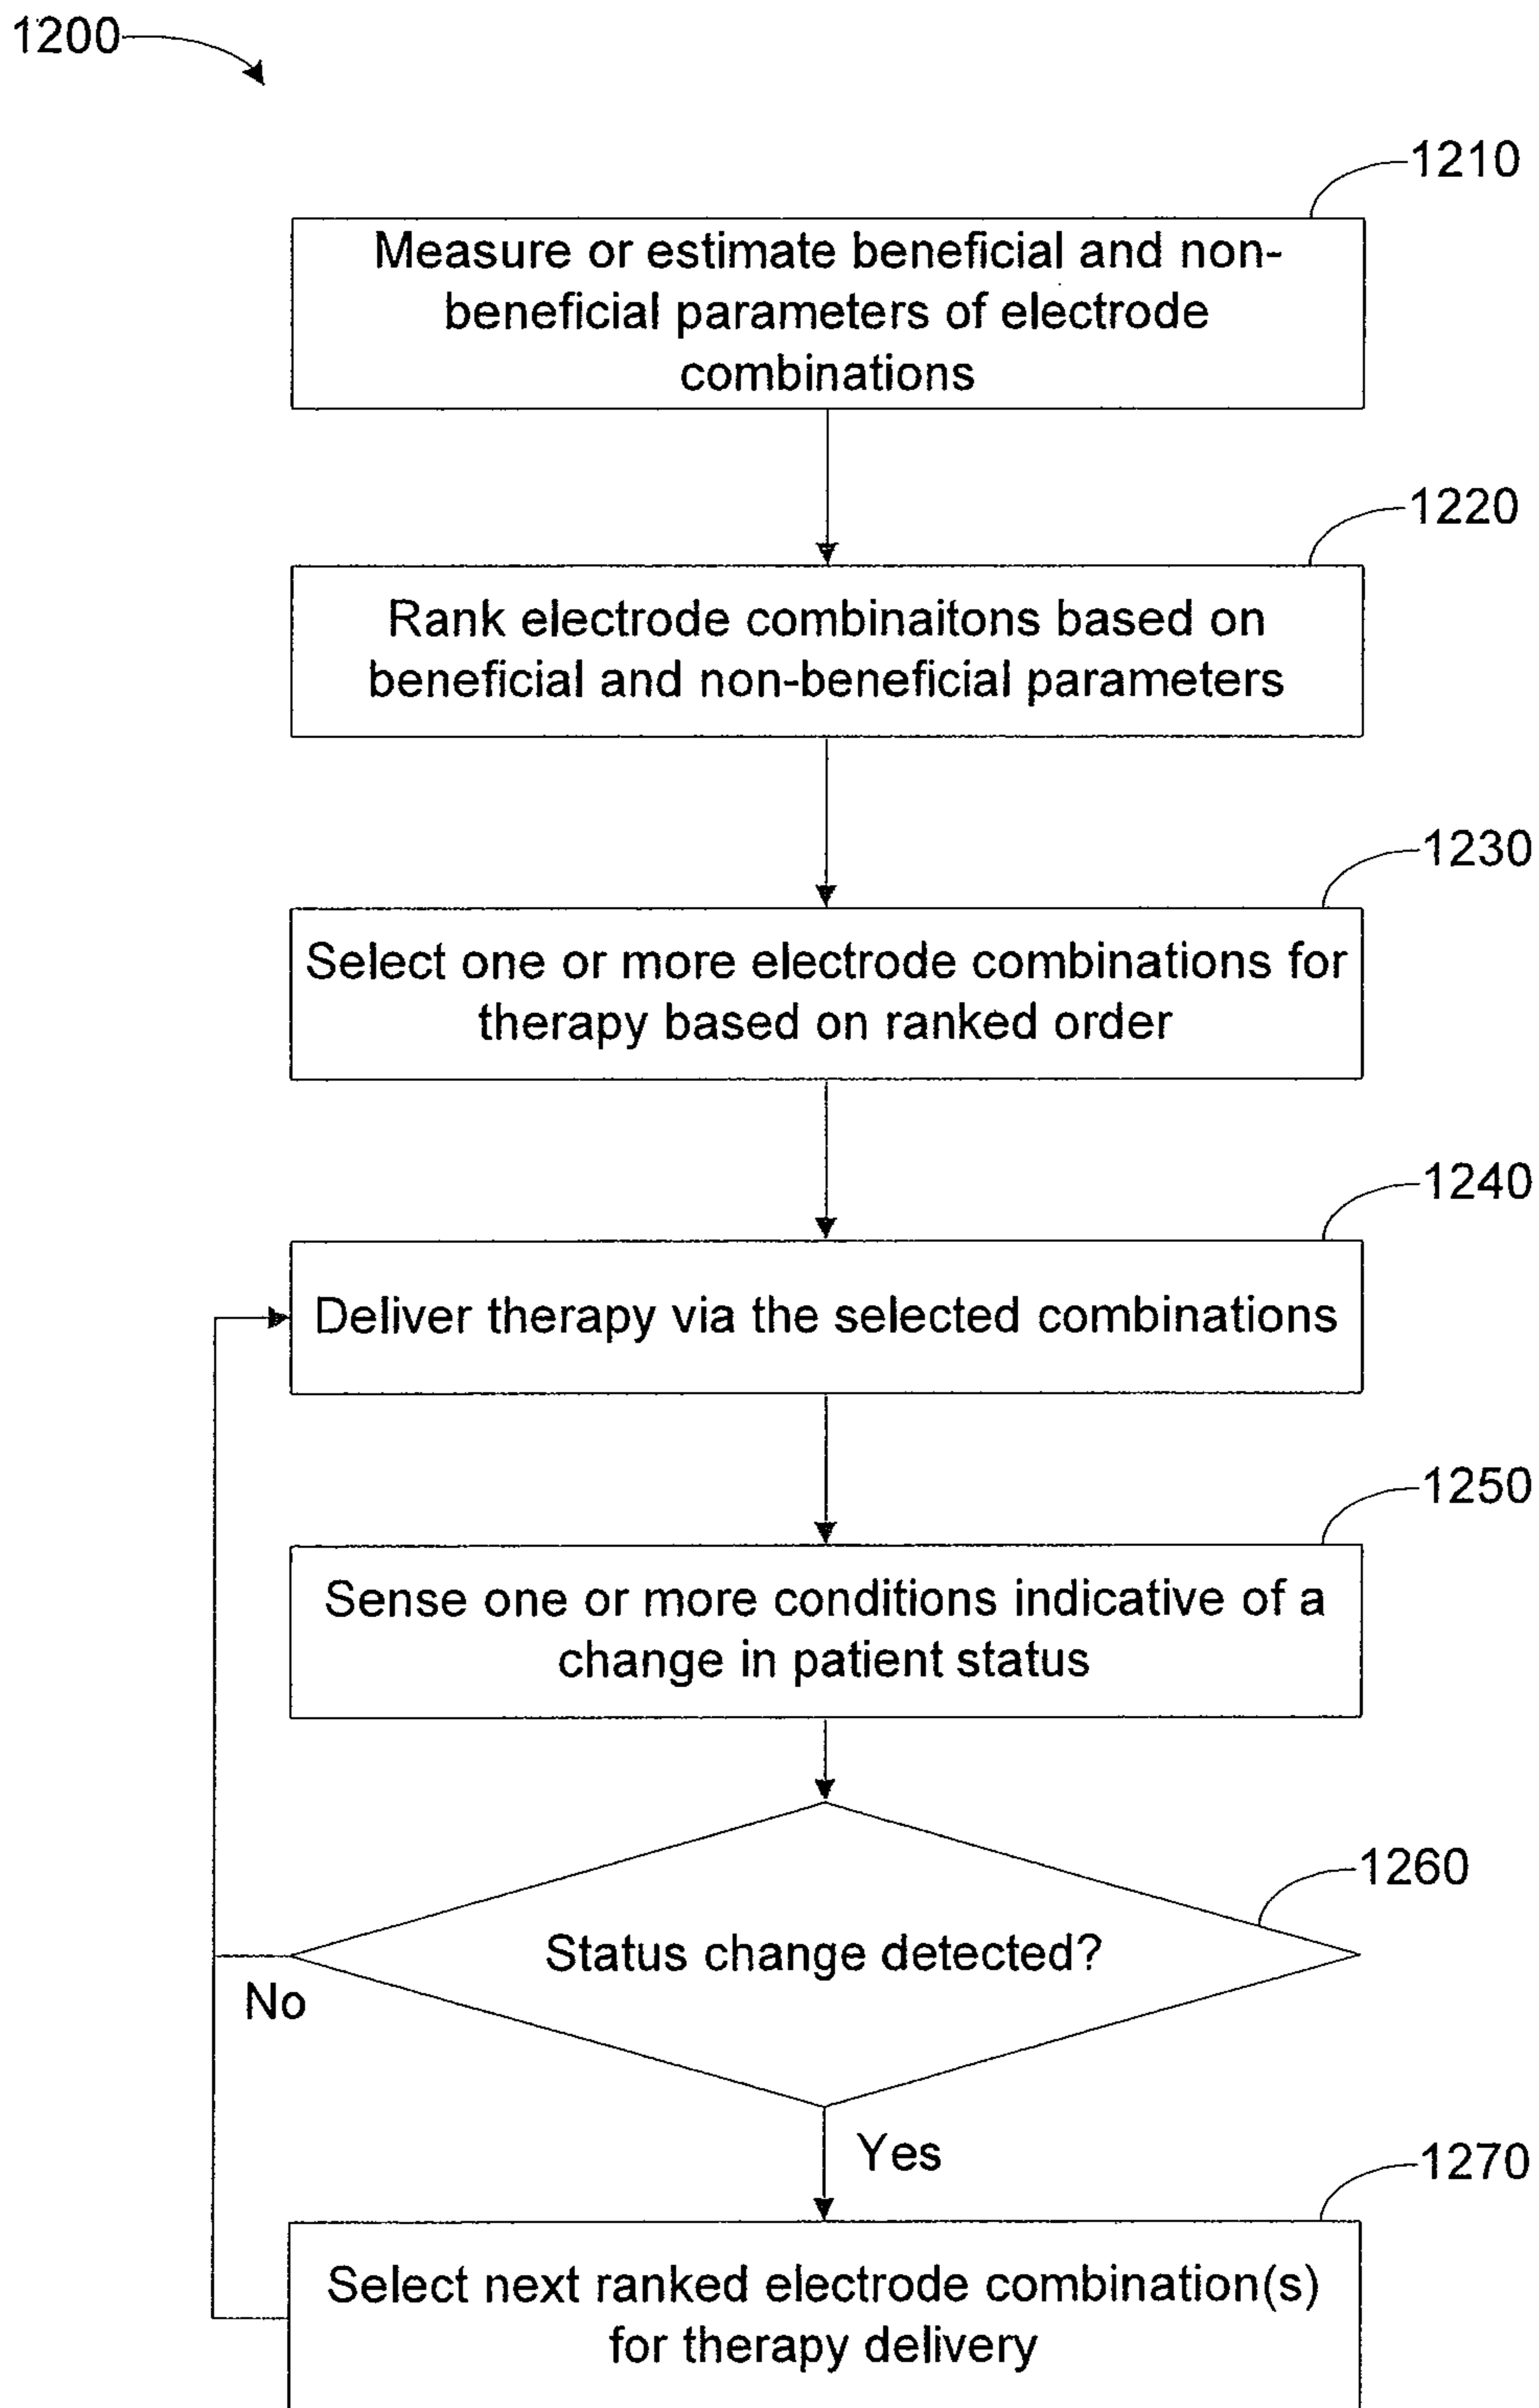 1200
1210
Measure or estimate beneficial and non-
beneficial parameters of electrode
combinations
1220
Rank electrode combinaitons based on
beneficial and non-beneficial parameters
1230
Select one or more electrode combinations for
therapy based on ranked order
1240
Deliver therapy via the selected combinations
1250
Sense one or more conditions indicative of a
change in patient status
1260
Status change detected?
No
Yes
1270
Select next ranked electrode combination(s)
for therapy delivery